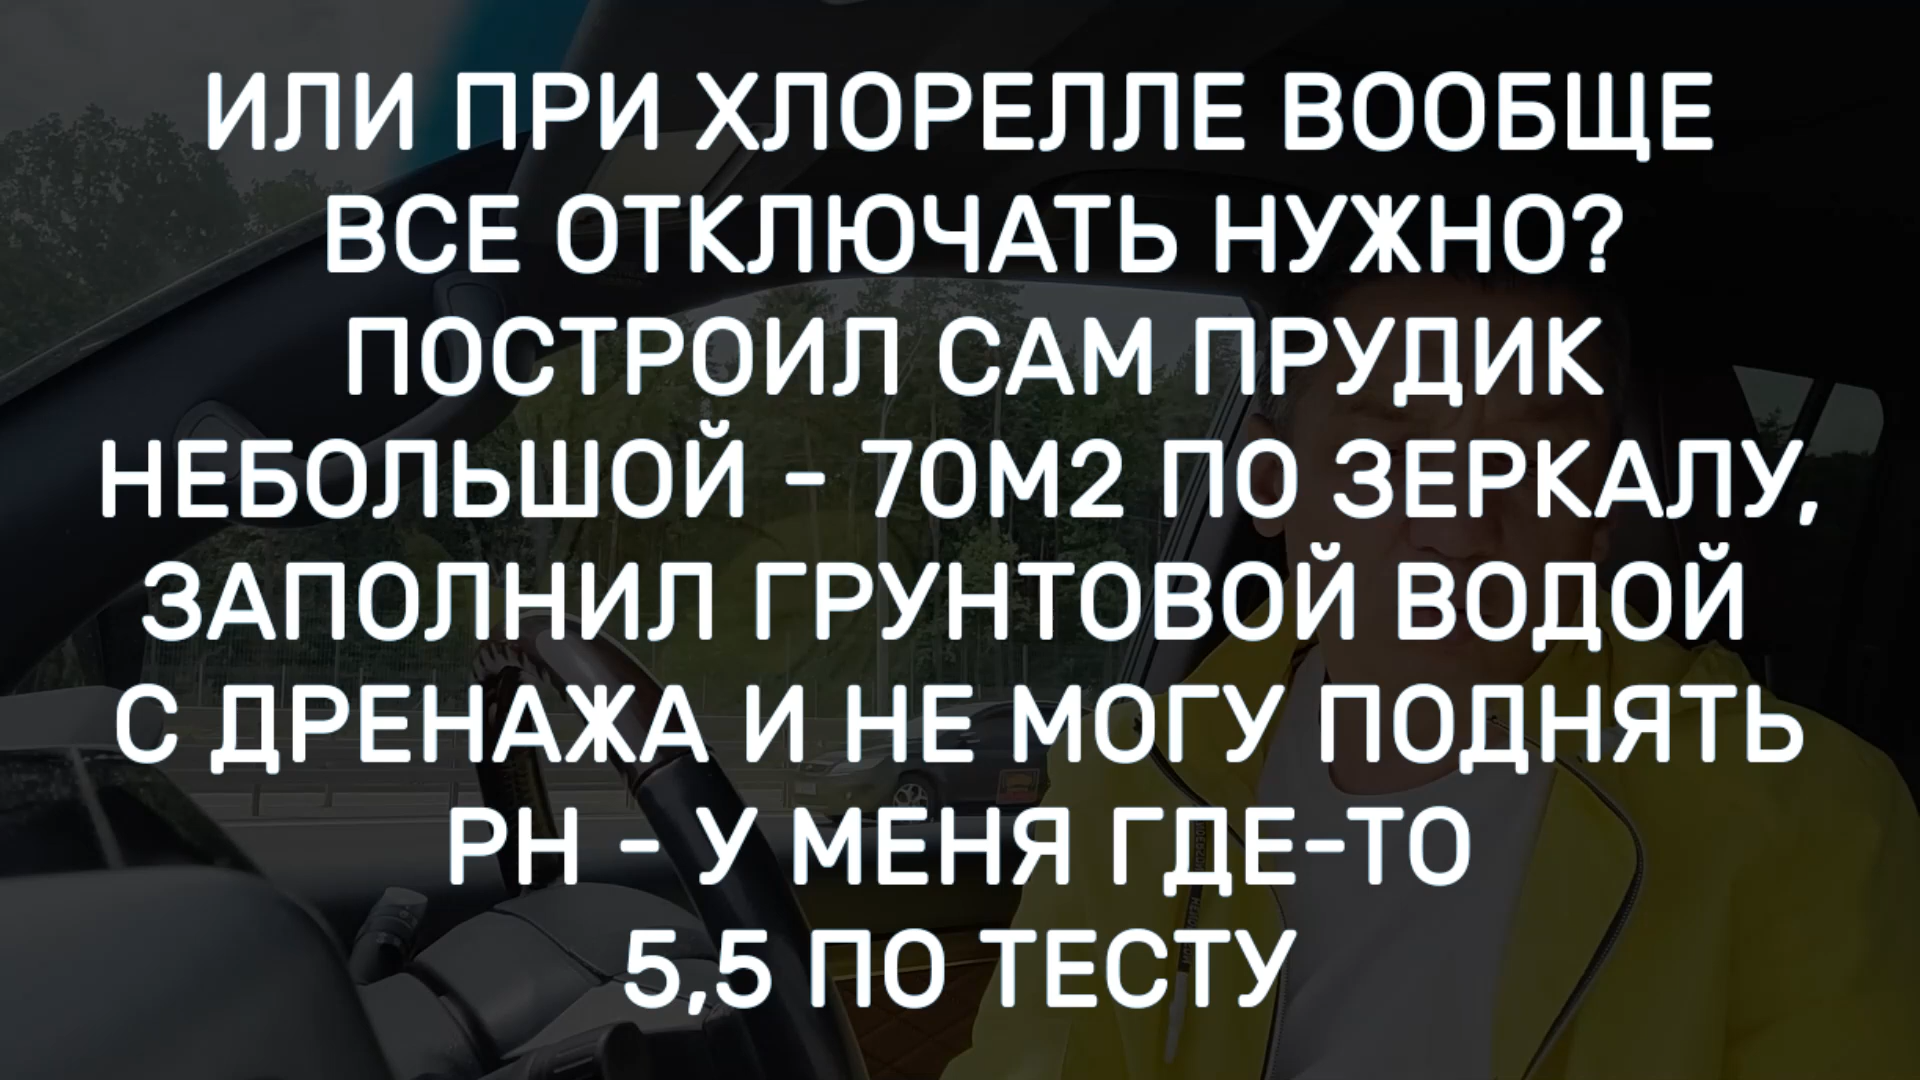 ИЛИ ПРИ ХЛОРЕЛЛЕ ВООБЩЕ
ВСЕ ОТКЛЮЧАТЬ НУЖНО?
ПОСТРОИЛ САМ ПРУДИК
НЕБОЛЬШОЙ - 70М2 ПО ЗЕРКАЛУ,
ЗАПОЛНИЛ ГРУНТОВОЙ ВОДОЙ
С ДРЕНАЖА И НЕ МОГУ ПОДНЯТЬ
PH - У МЕНЯ ГДЕ-ТО
5,5 ПО ТЕСТУ